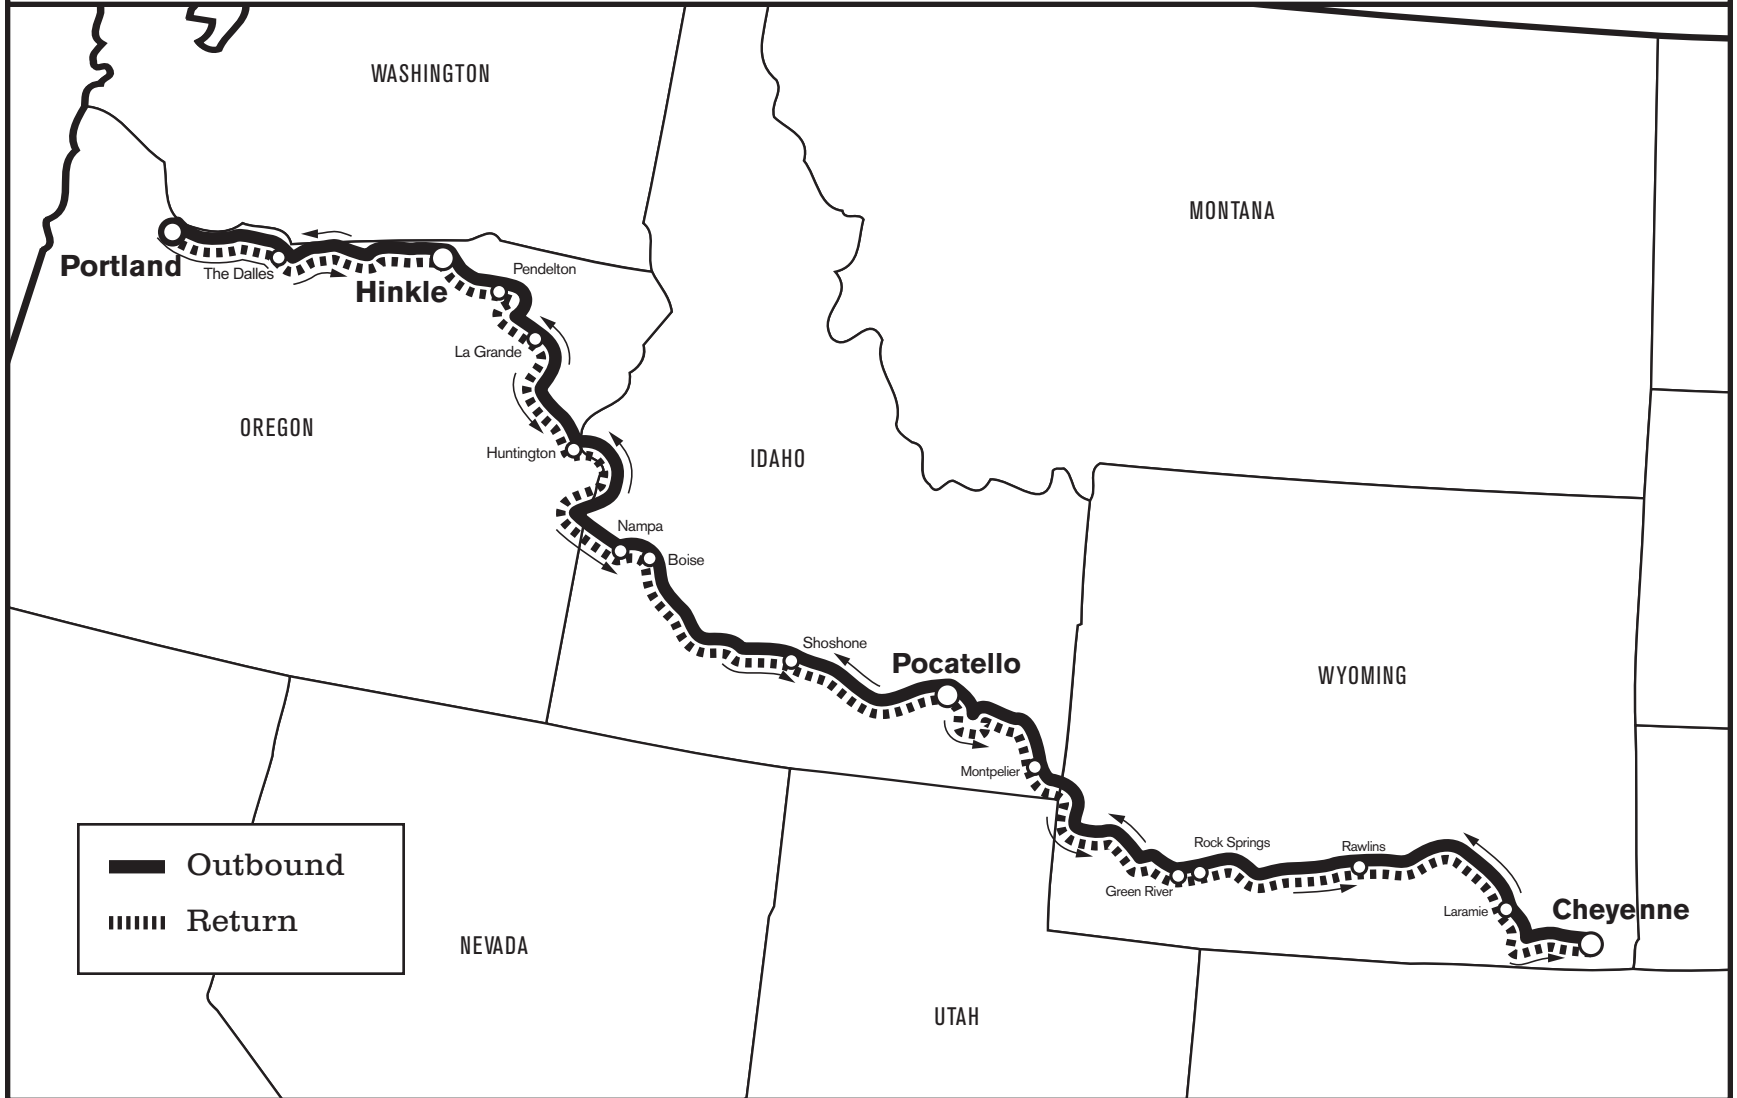 WASHINGTON
MONTANA
Portland
The Dalles
Hinkle
Pendelton
La Grande
OREGON
Huntington
IDAHO
Nampa
Boise
Shoshone
Pocatello
WYOMING
Montpelier
Green River
Rock Springs
Rawlins
Laramie
Cheyenne
Outbound
Return
NEVADA
UTAH